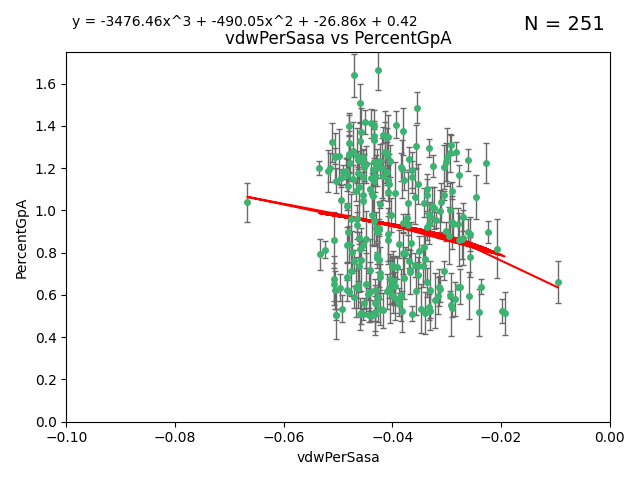 y = -3476.46x^3 + -490.05x^2 + -26.86x + 0.42
N = 251
vdwPerSasa vs PercentGpA
1.6
1.4
1.2
1.0
0.8
0.6
0.4
0.2
0.0
PercentGpA
−0.10 −0.08 −0.06 −0.04 −0.02 0.00
vdwPerSasa